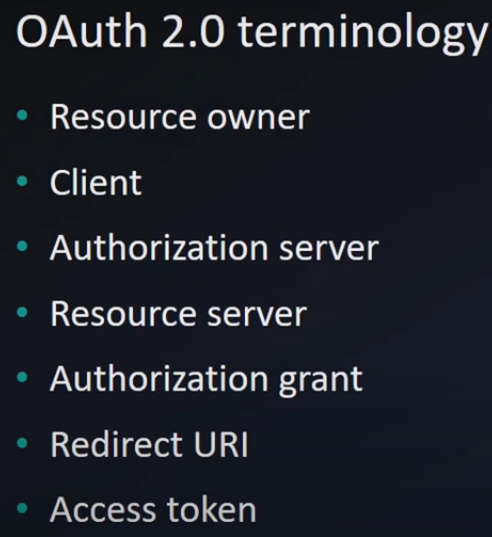 OAuth 2.0 terminology
• Resource owner
• Client
• Authorization server
• Resource server
• Authorization grant
• Redirect URI
• Access token